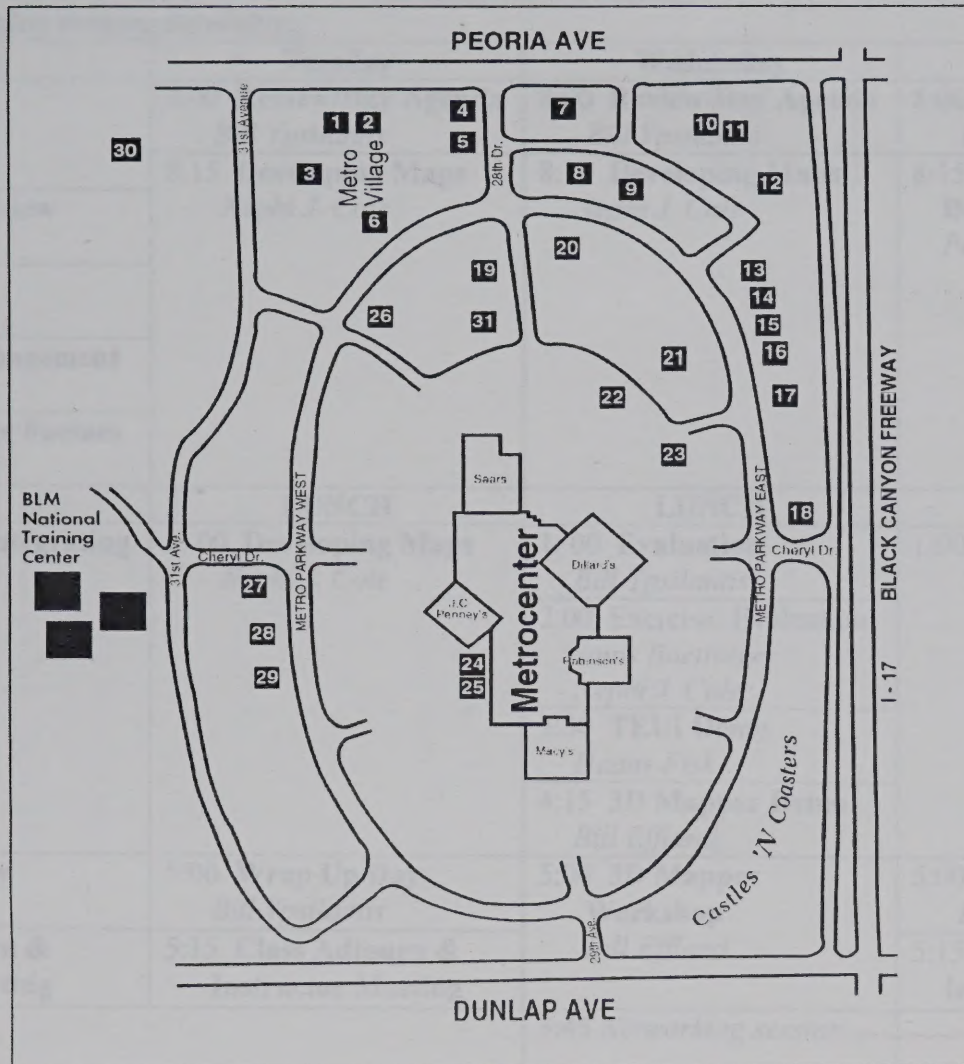 PEORIA AVE
31st Avenue
1
2
4
5
7
10
11
30
3
Metro
Village
28th Dr.
8
9
12
6
20
19
13
14
26
31
15
21
16
22
17
23
Sears
BLM
National
Training
Center
METRO PARKWAY WEST
METRO PARKWAY EAST
BLACK CANYON FREEWAY
18
31st Ave.
Cheryl Dr.
Cheryl Dr.
Dillard's
27
J.C.
Penney's
Metrocenter
28
24
Robinson's
29
25
I - 17
Macy's
Castles 'N Coasters
29th Ave.
DUNLAP AVE
LUNCH
LUNCH